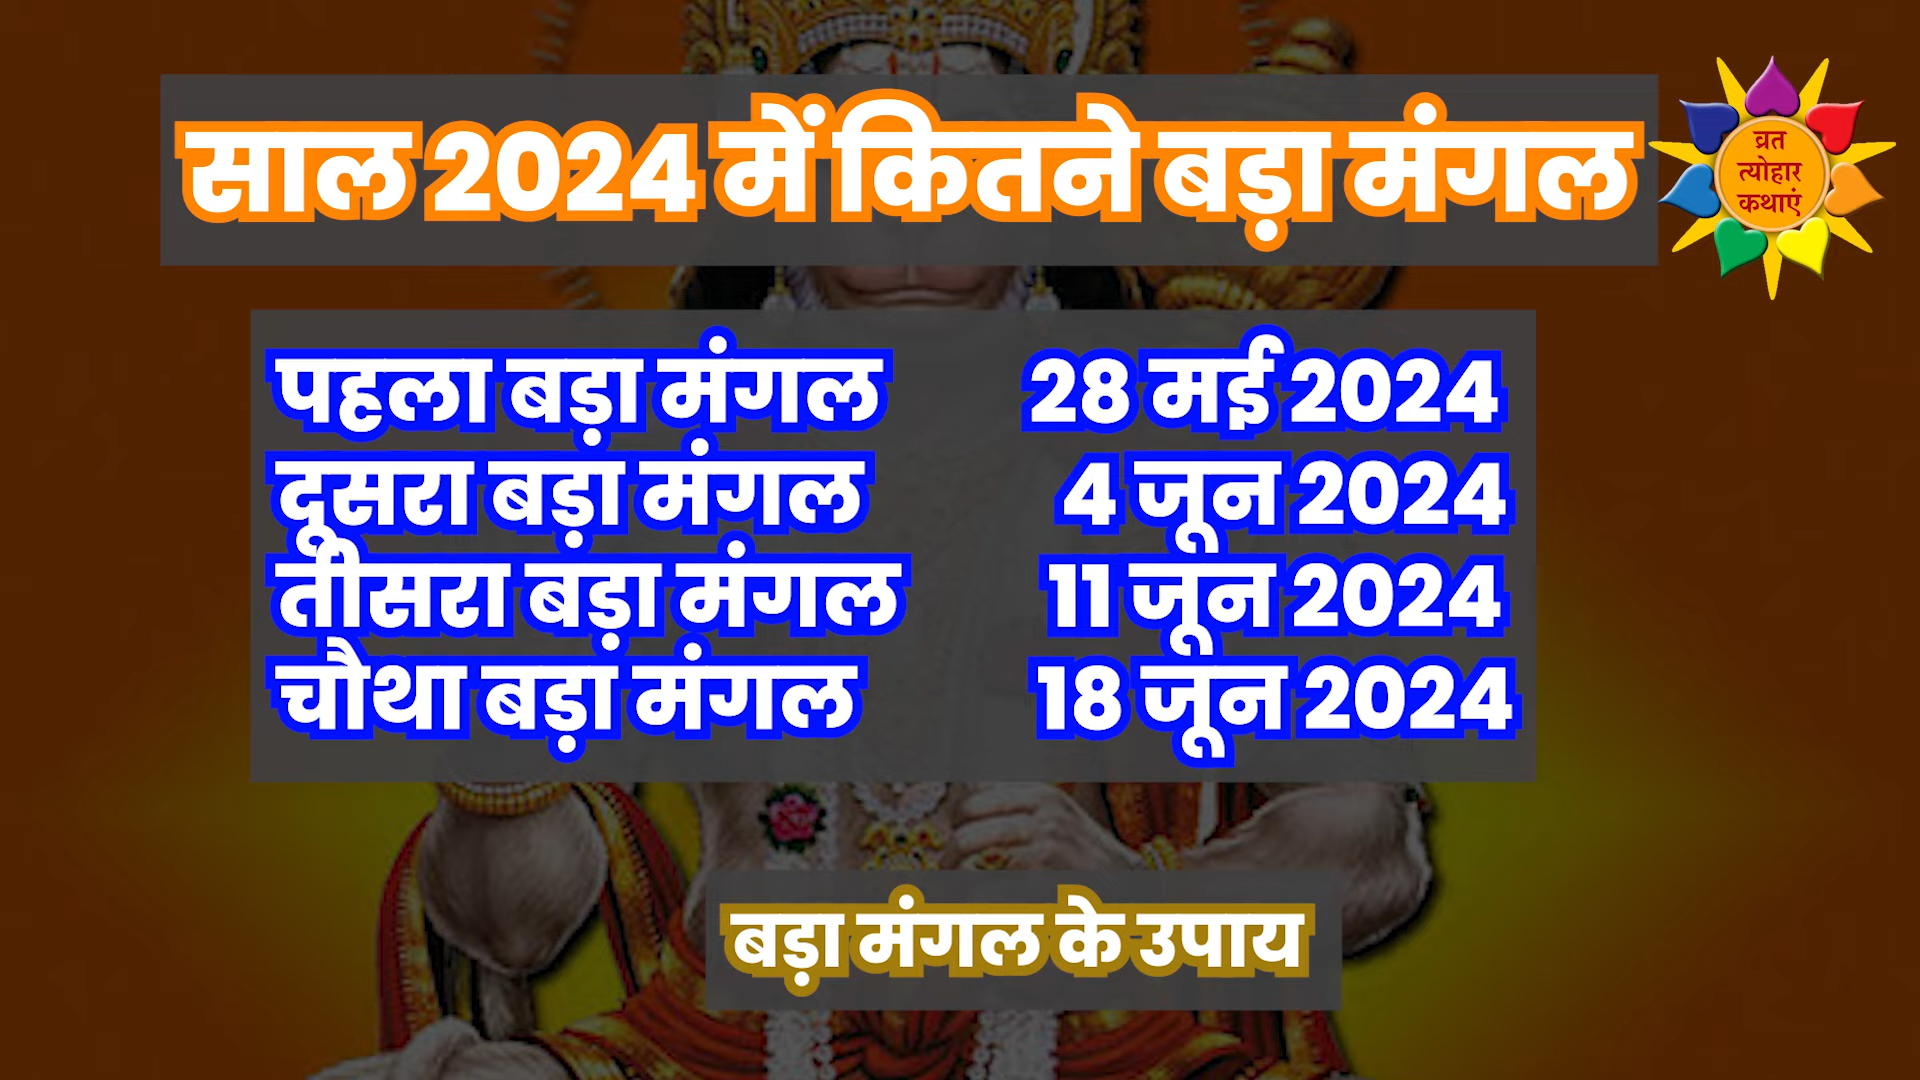 साल 2024 में कितने बड़ा मंगल
व्रत
त्योहार
कथाएं
पहला बड़ा मंगल 28 मई 2024
दूसरा बड़ा मंगल 4 जून 2024
तीसरा बड़ा मंगल 11 जून 2024
चौथा बड़ा मंगल 18 जून 2024
बड़ा मंगल के उपाय